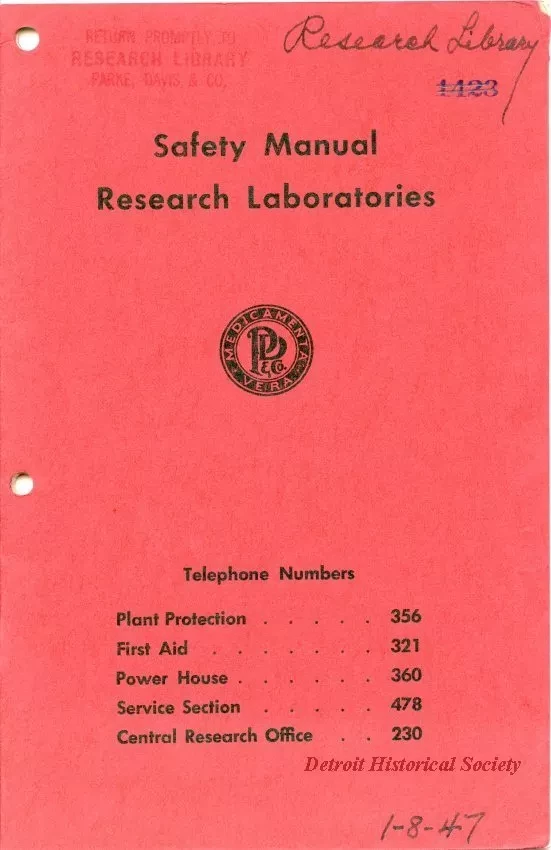 RETURN PROMPTLY TO
RESEARCH LIBRARY
PARKE, DAVIS & CO.
Research Library
1423
Safety Manual
Research Laboratories
MEDICAMENTA
PD
& Co.
VERA
Telephone Numbers
Plant Protection . . . . . 356
First Aid . . . . . . . 321
Power House . . . . . . 360
Service Section . . . . . 478
Central Research Office . . 230
Detroit Historical Society
1-8-47